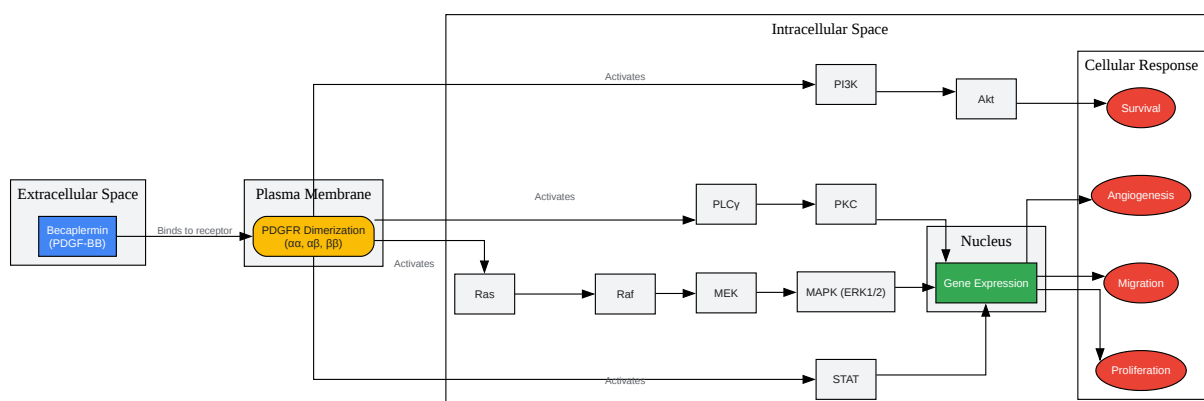 Intracellular Space
Cellular Response
Activates
PI3K
Akt
Survival
Extracellular Space
Plasma Membrane
Activates
PLCγ
PKC
Angiogenesis
Becaplermin
(PDGF-BB)
Binds to receptor
PDGFR Dimerization
(αα, αβ, ββ)
Activates
Nucleus
Ras
Raf
MEK
MAPK (ERK1/2)
Gene Expression
Migration
Activates
STAT
Proliferation